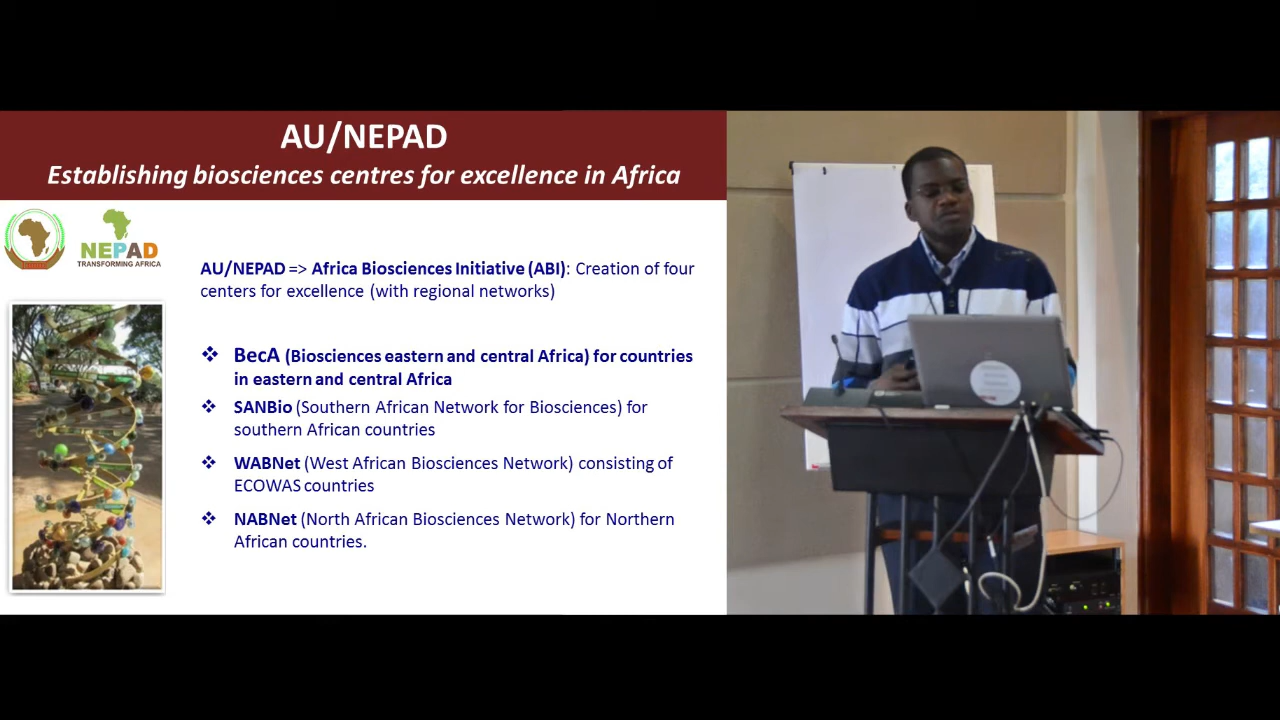 AU/NEPAD
Establishing biosciences centres for excellence in Africa
NEPAD
TRANSFORMING AFRICA
AU/NEPAD => Africa Biosciences Initiative (ABI): Creation of four
centers for excellence (with regional networks)
❖ BecA (Biosciences eastern and central Africa) for countries
in eastern and central Africa
❖ SANBio (Southern African Network for Biosciences) for
southern African countries
❖ WABNet (West African Biosciences Network) consisting of
ECOWAS countries
❖ NABNet (North African Biosciences Network) for Northern
African countries.